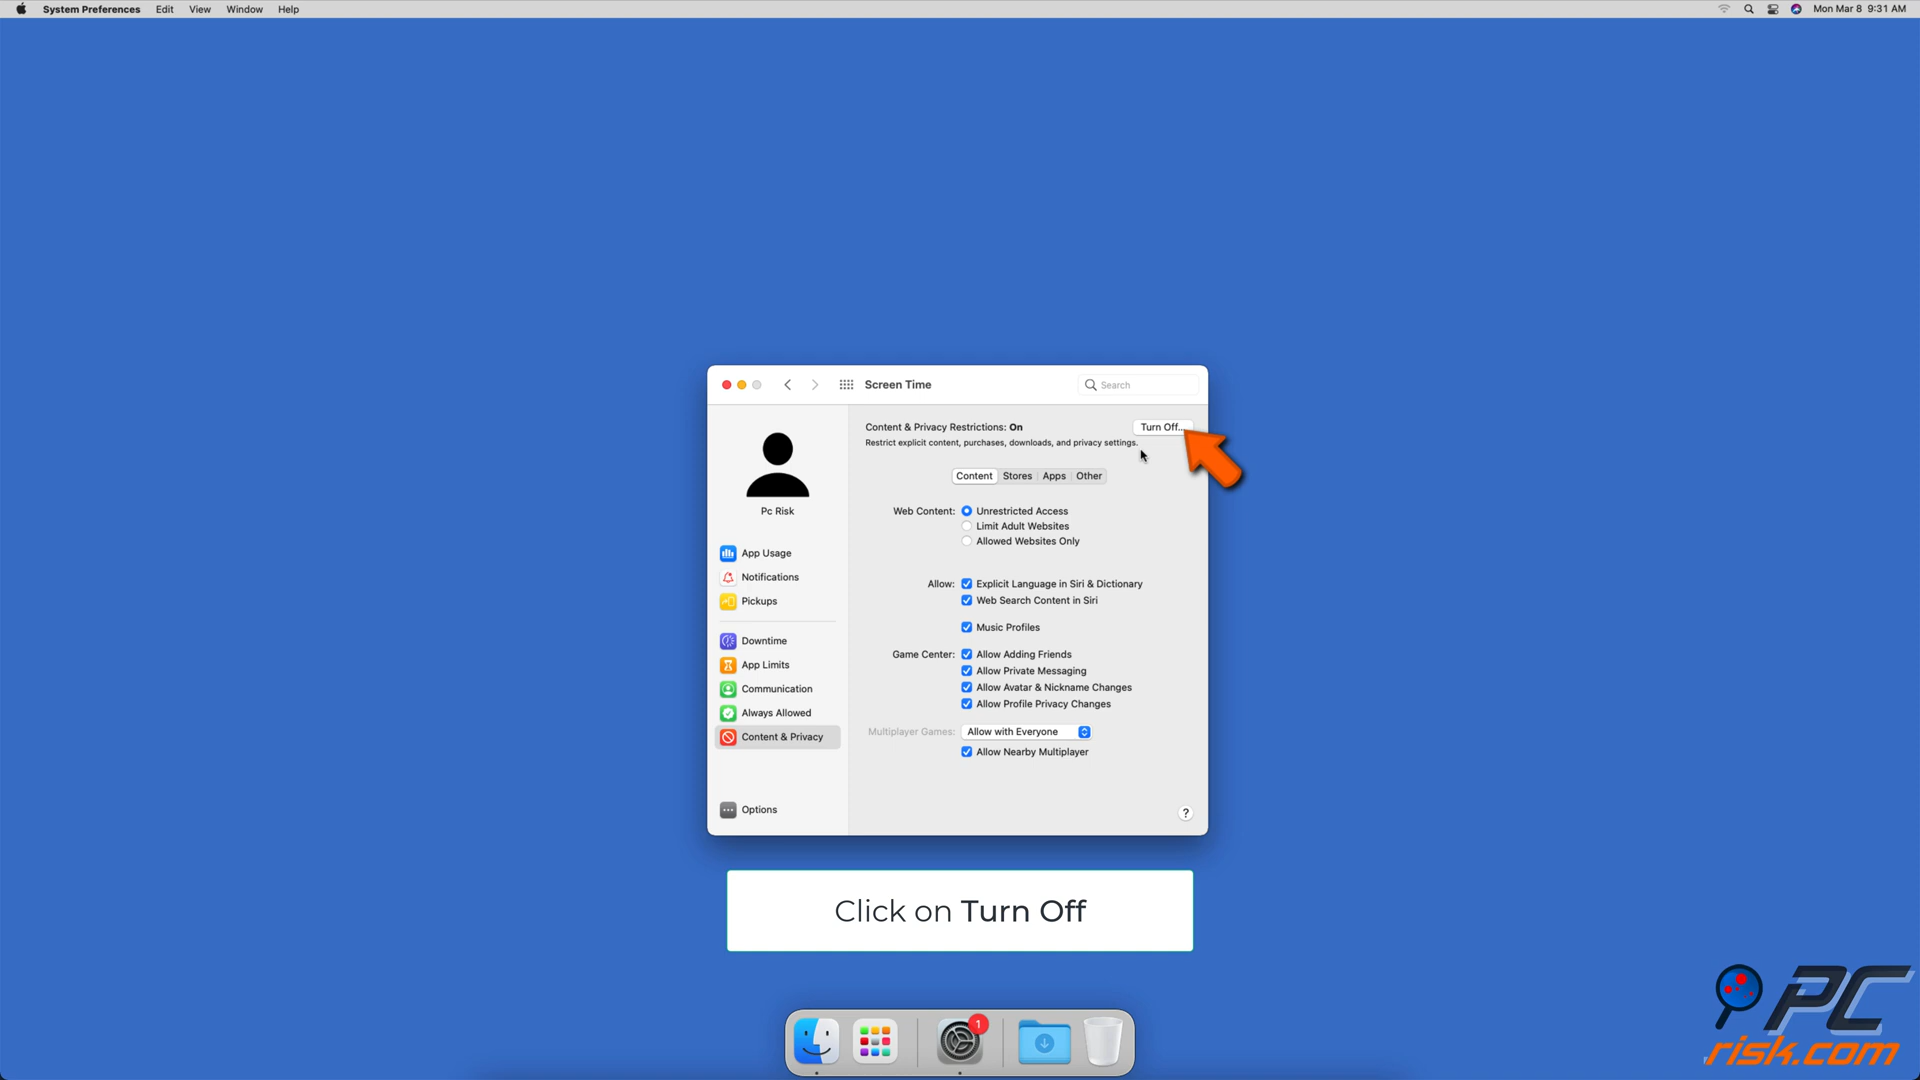 System Preferences Edit View Window Help
Mon Mar 8 9:31 AM
Screen Time
Search
Content & Privacy Restrictions: On
Turn Off...
Restrict explicit content, purchases, downloads, and privacy settings.
Content Stores Apps Other
Pc Risk
App Usage
Notifications
Pickups
Downtime
App Limits
Communication
Always Allowed
Content & Privacy
Options
Web Content: Unrestricted Access
Limit Adult Websites
Allowed Websites Only
Allow: Explicit Language in Siri & Dictionary
Web Search Content in Siri
Music Profiles
Game Center: Allow Adding Friends
Allow Private Messaging
Allow Avatar & Nickname Changes
Allow Profile Privacy Changes
Multiplayer Games: Allow with Everyone
Allow Nearby Multiplayer
?
Click on Turn Off
1
PC
risk.com